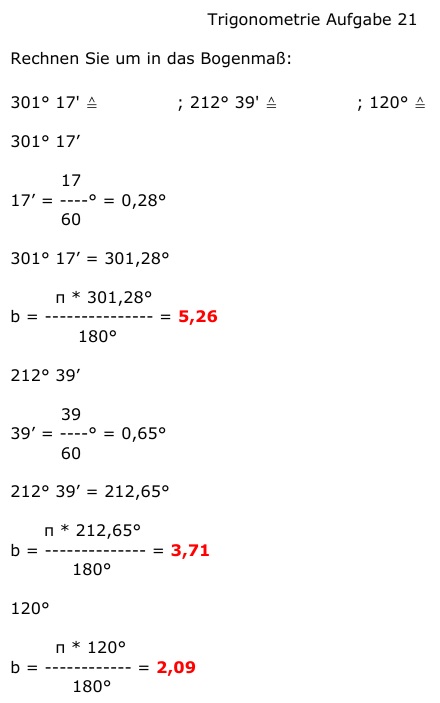 Trigonometrie Aufgabe 21
Rechnen Sie um in das Bogenmaß:
301° 17' ≙ ; 212° 39' ≙ ; 120° ≙
301° 17′
17
17′ = ----° = 0,28°
60
301° 17′ = 301,28°
π * 301,28°
b = --------------- = 5,26
180°
212° 39′
39
39′ = ----° = 0,65°
60
212° 39′ = 212,65°
π * 212,65°
b = -------------- = 3,71
180°
120°
π * 120°
b = ------------ = 2,09
180°